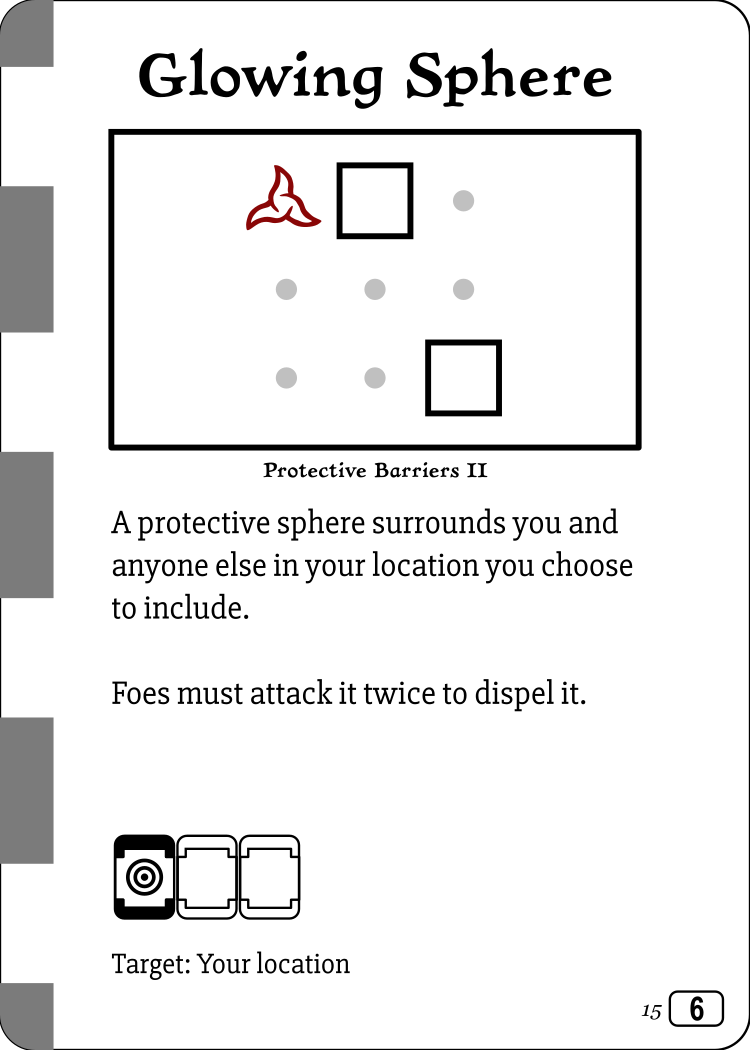 Glowing Sphere
Protective Barriers II
A protective sphere surrounds you and
anyone else in your location you choose
to include.
Foes must attack it twice to dispel it.
Target: Your location
15 6